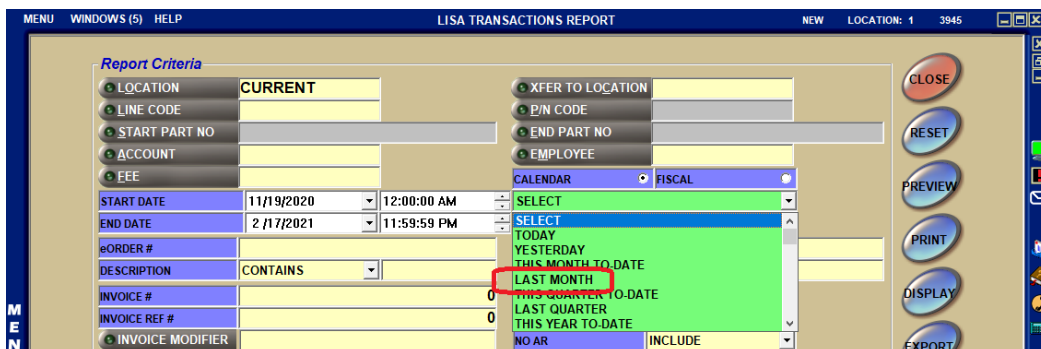 MENU WINDOWS (5) HELP LISA TRANSACTIONS REPORT NEW LOCATION: 1 3945
Report Criteria
LOCATION CURRENT XFER TO LOCATION CLOSE
LINE CODE P/N CODE
START PART NO END PART NO RESET
ACCOUNT EMPLOYEE
FEE CALENDAR FISCAL PREVIEW
START DATE 11/19/2020 12:00:00 AM SELECT
END DATE 2/17/2021 11:59:59 PM SELECT
TODAY
eORDER # YESTERDAY PRINT
THIS MONTH TO-DATE
DESCRIPTION CONTAINS LAST MONTH
INVOICE # 0 THIS QUARTER TO-DATE DISPLAY
LAST QUARTER
INVOICE REF # 0 THIS YEAR TO-DATE
INVOICE MODIFIER NO AR INCLUDE EXPORT
M
E
N